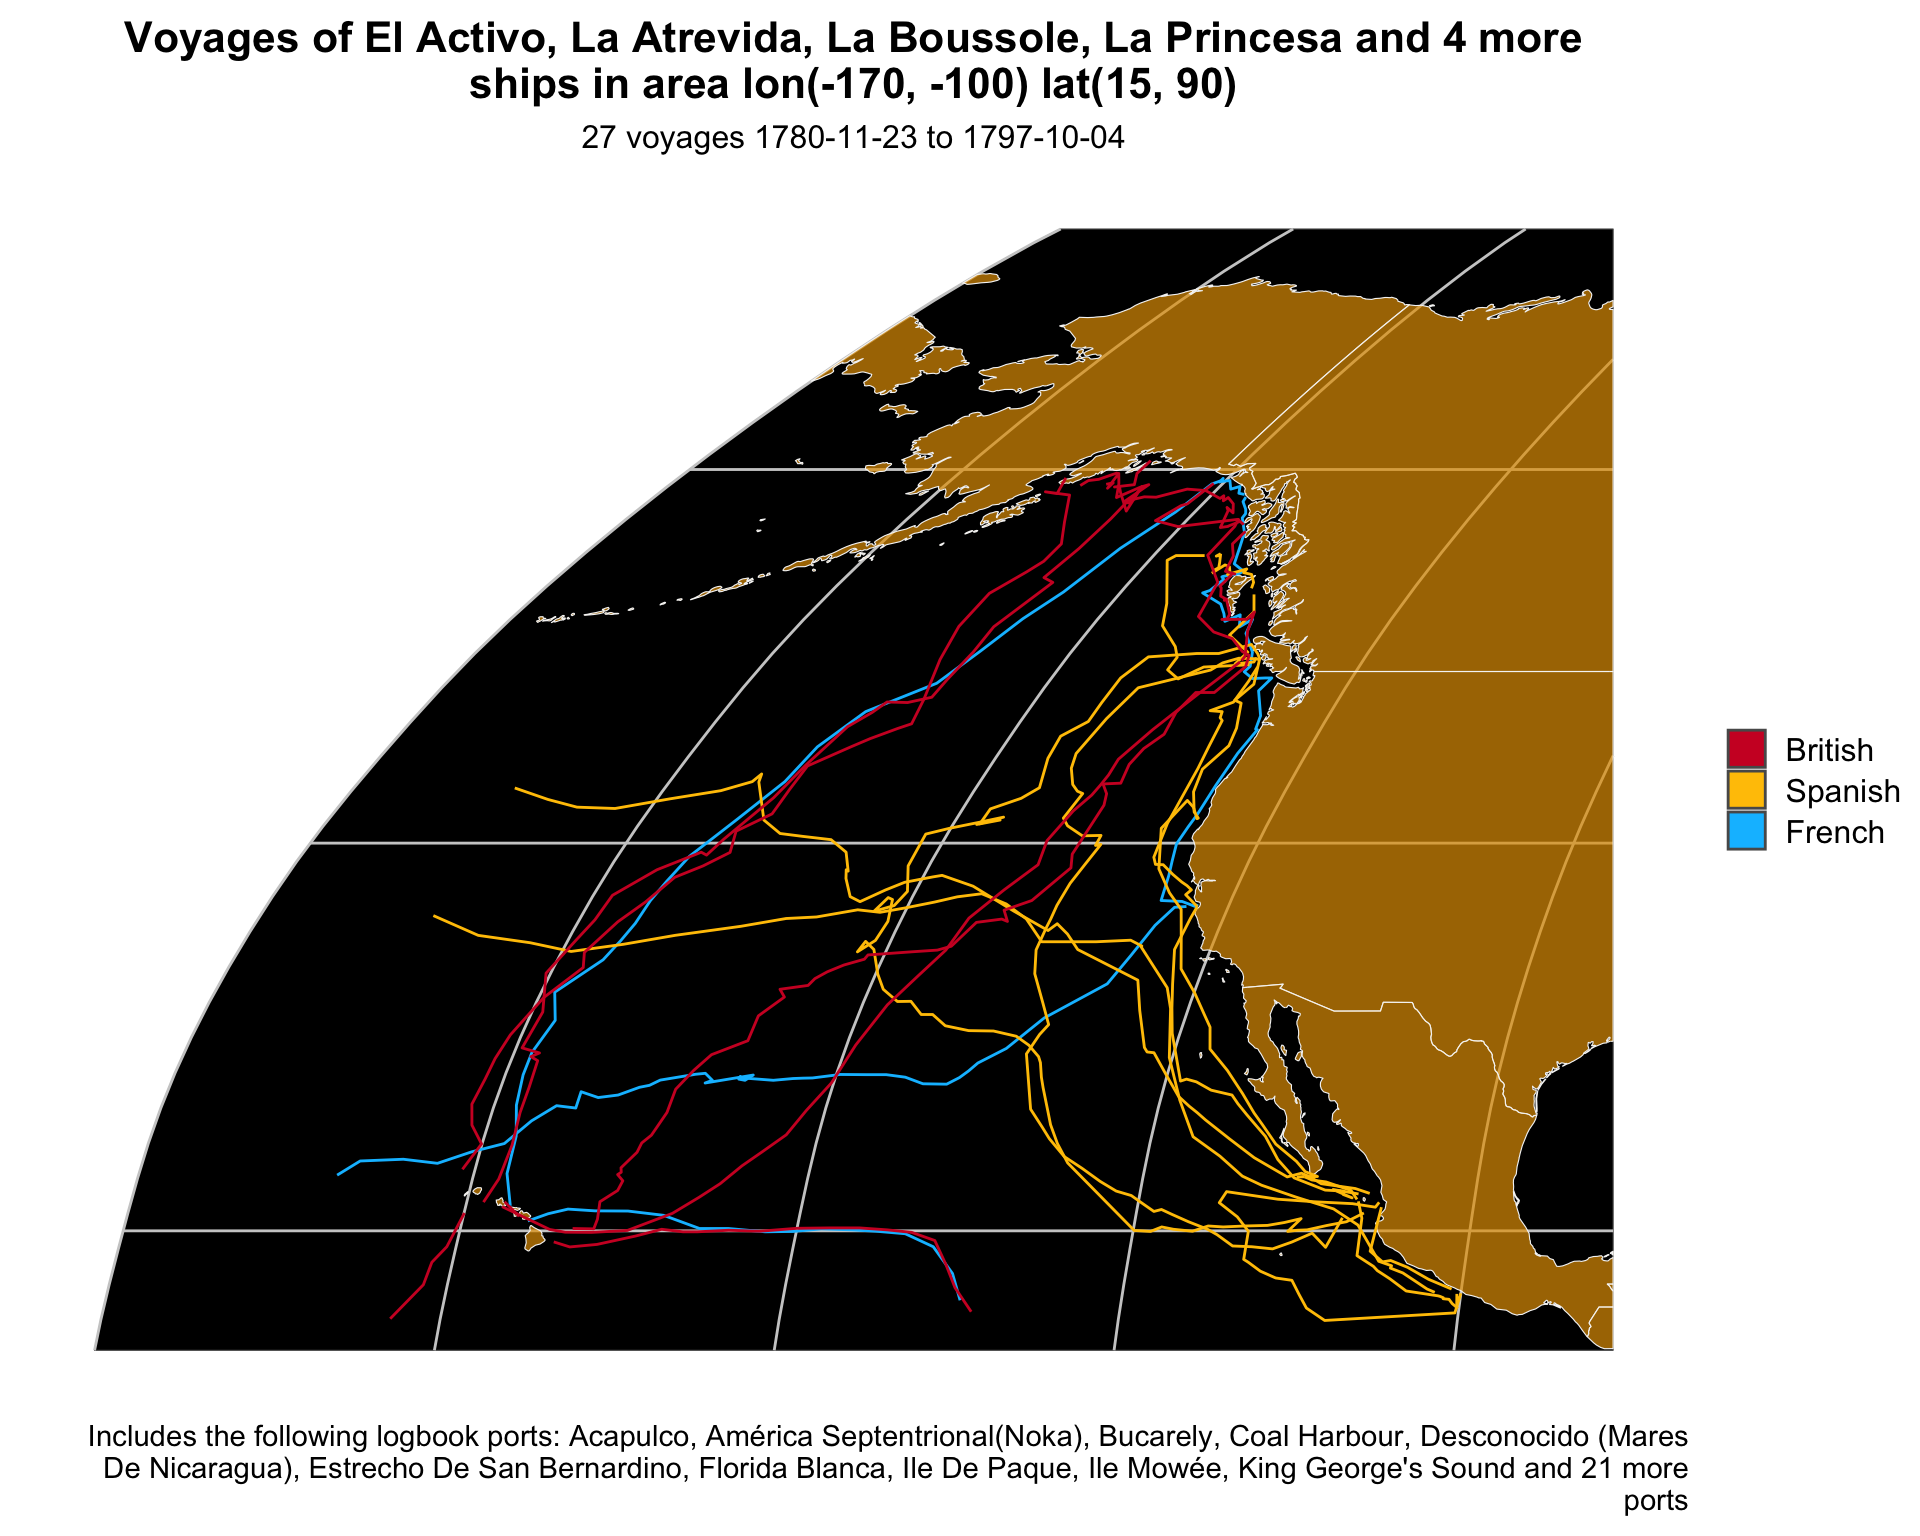 Voyages of El Activo, La Atrevida, La Boussole, La Princesa and 4 more
ships in area lon(-170, -100) lat(15, 90)
27 voyages 1780-11-23 to 1797-10-04
British
Spanish
French
Includes the following logbook ports: Acapulco, América Septentrional(Noka), Bucarely, Coal Harbour, Desconocido (Mares
De Nicaragua), Estrecho De San Bernardino, Florida Blanca, Ile De Paque, Ile Mowée, King George's Sound and 21 more
ports